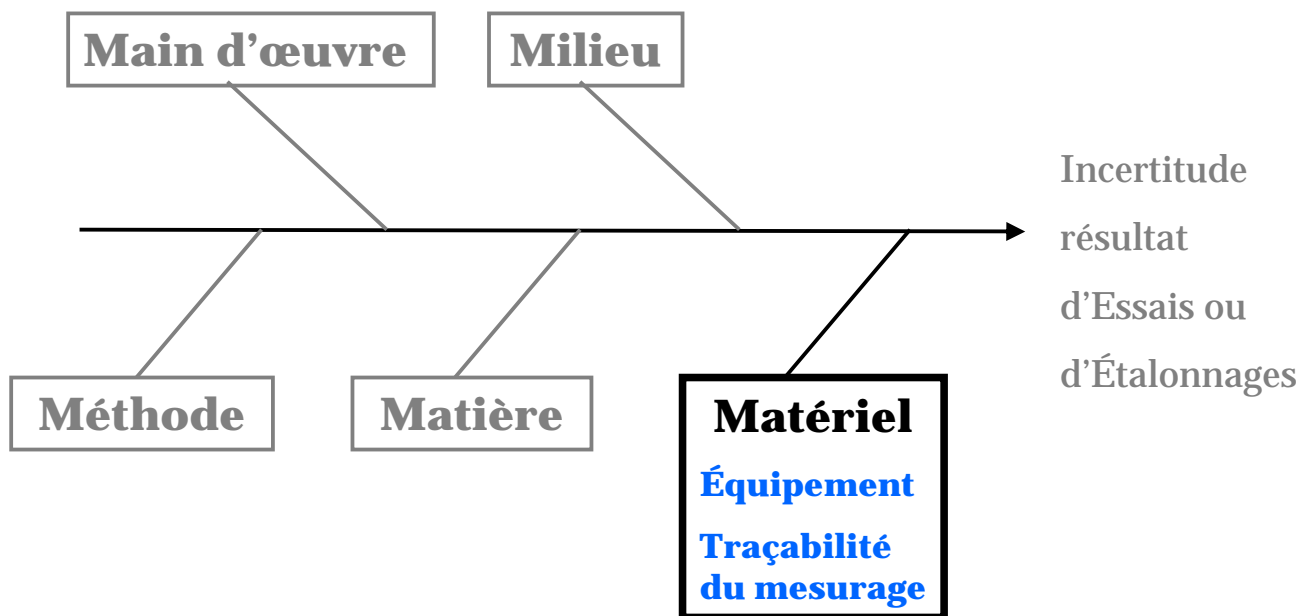 Main d’œuvre
Milieu
Incertitude
résultat
d’Essais ou
d’Étalonnages
Méthode
Matière
Matériel
Équipement
Traçabilité
du mesurage